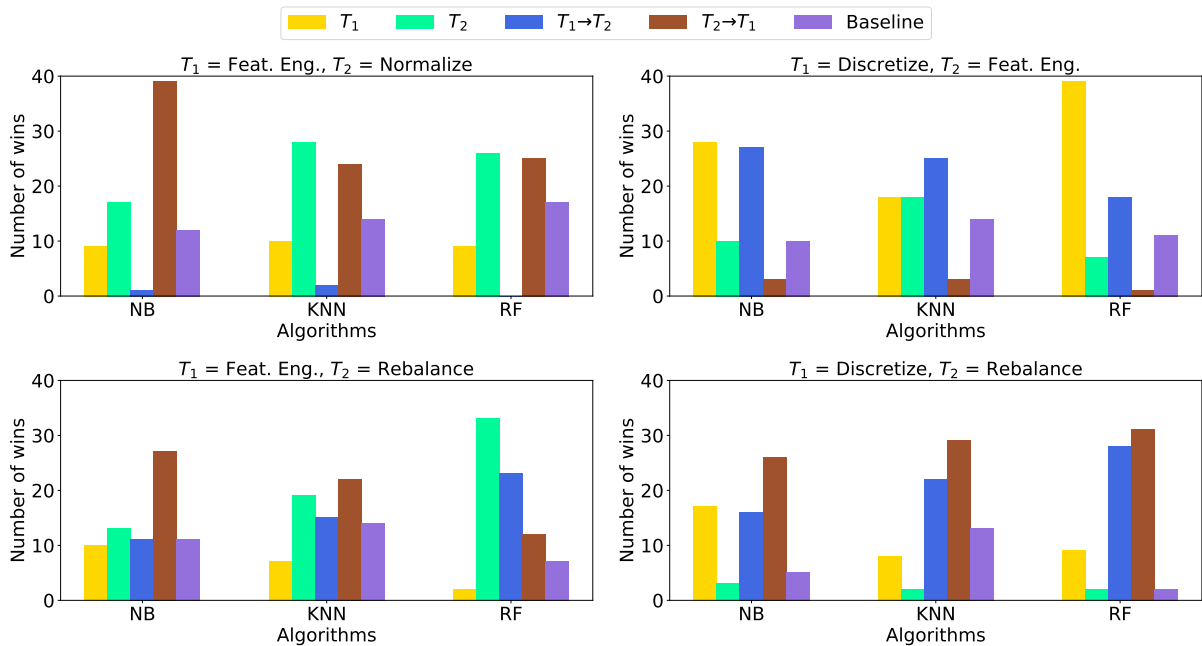 T1 T2 T1→T2 T2→T1 Baseline
T1 = Feat. Eng., T2 = Normalize
Number of wins
40
30
20
10
0
NB KNN RF
Algorithms
T1 = Discretize, T2 = Feat. Eng.
Number of wins
40
30
20
10
0
NB KNN RF
Algorithms
T1 = Feat. Eng., T2 = Rebalance
Number of wins
40
30
20
10
0
NB KNN RF
Algorithms
T1 = Discretize, T2 = Rebalance
Number of wins
40
30
20
10
0
NB KNN RF
Algorithms